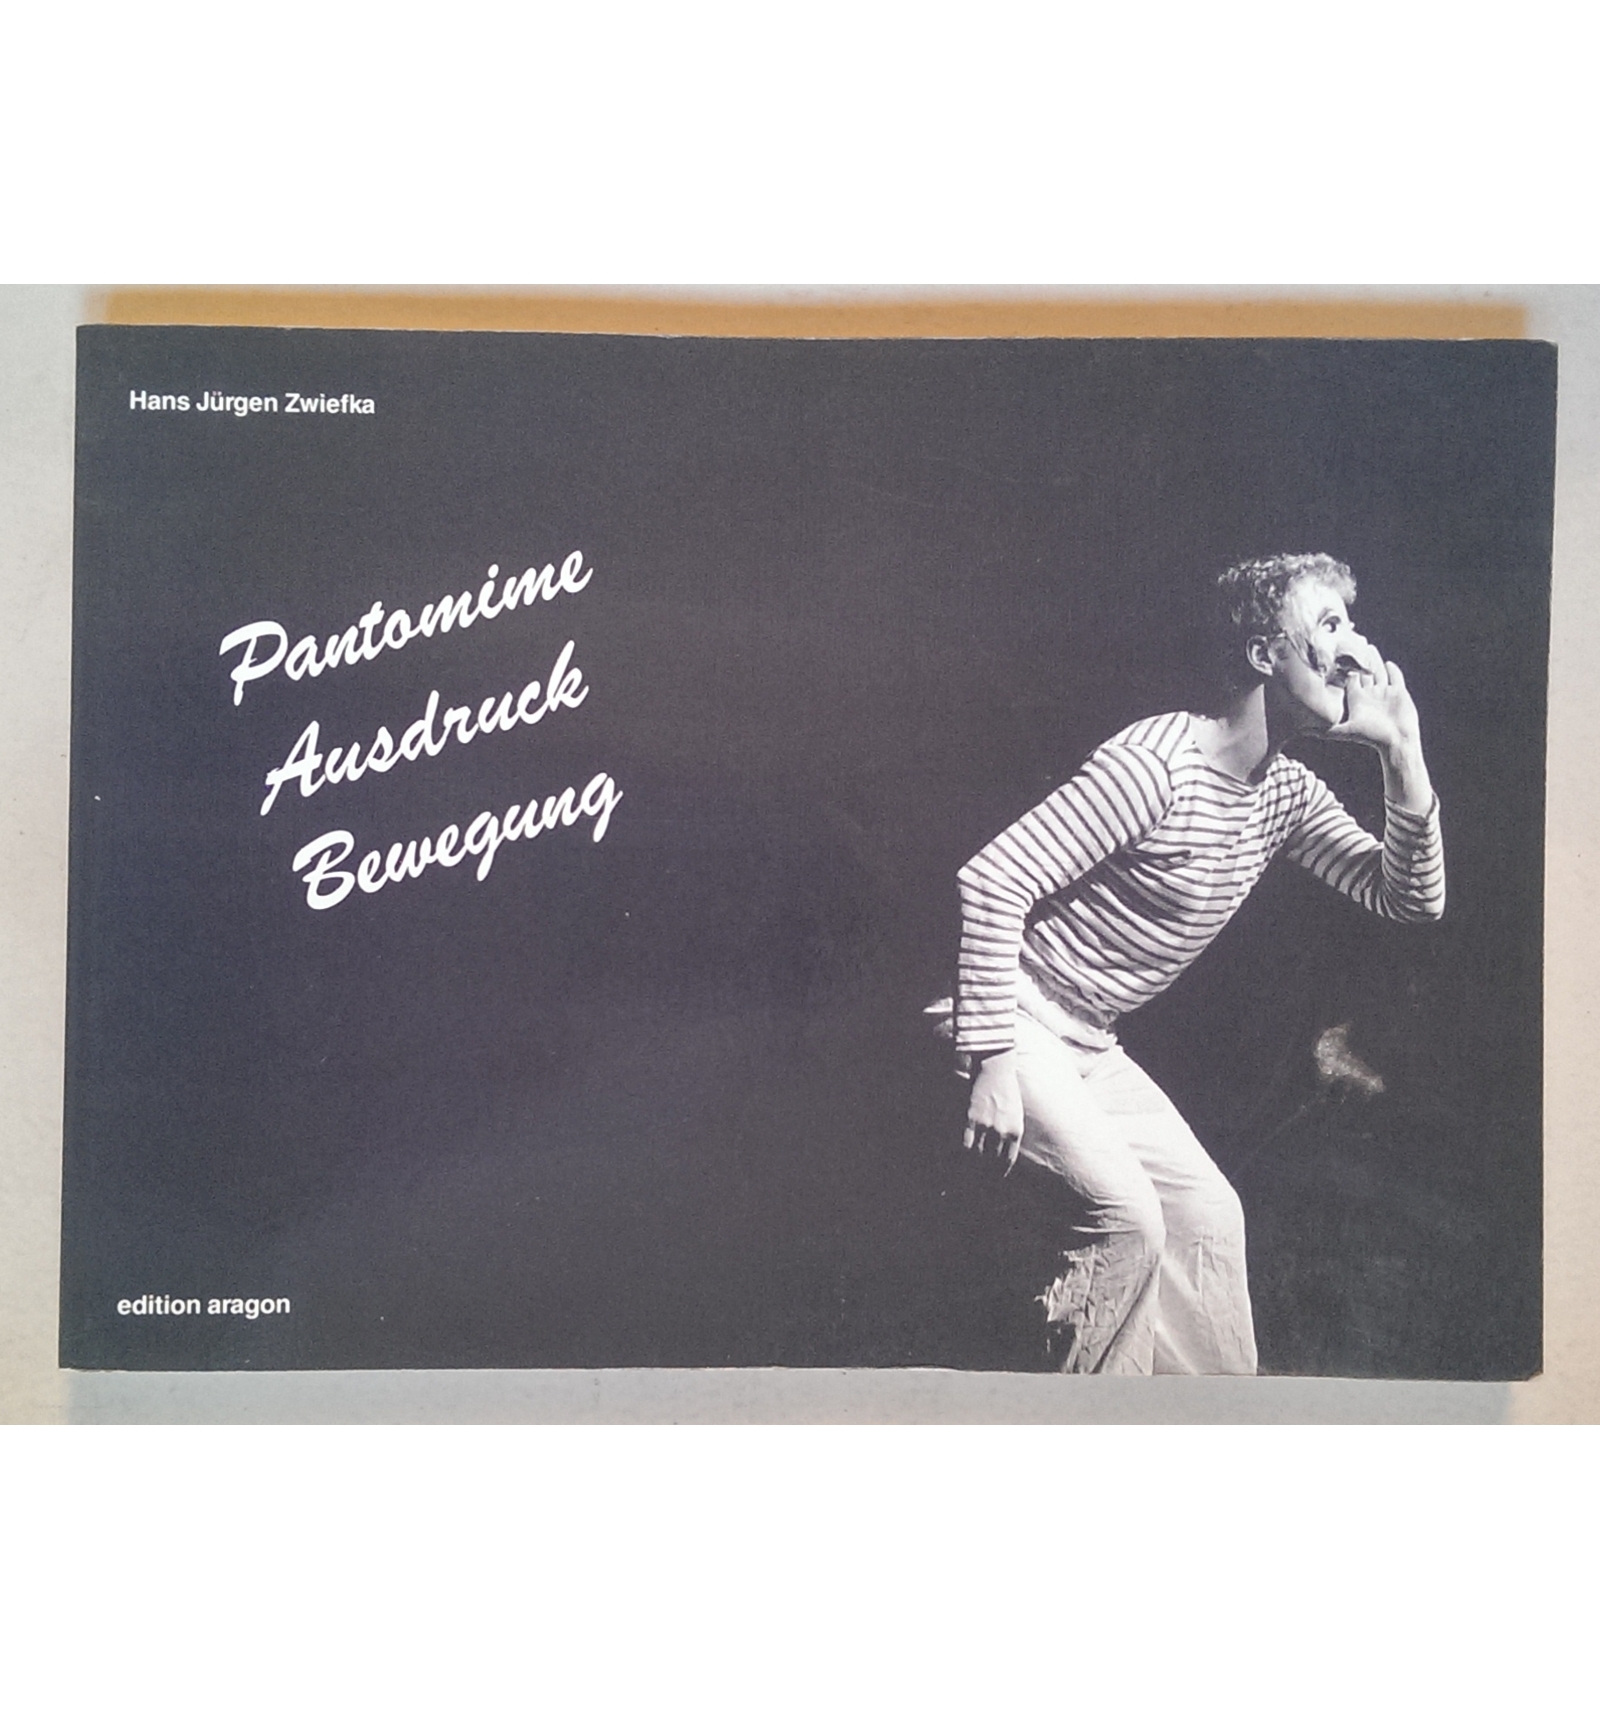 Hans Jürgen Zwiefka
Pantomime
Ausdruck
Bewegung
edition aragon